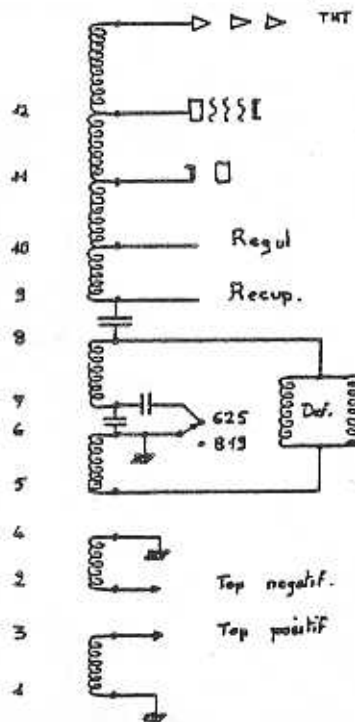 THT
12
11
10 Regul
9 Recup.
8
7
625
6
819
Def.
5
4
2 Top negatif.
3 Top positif
1